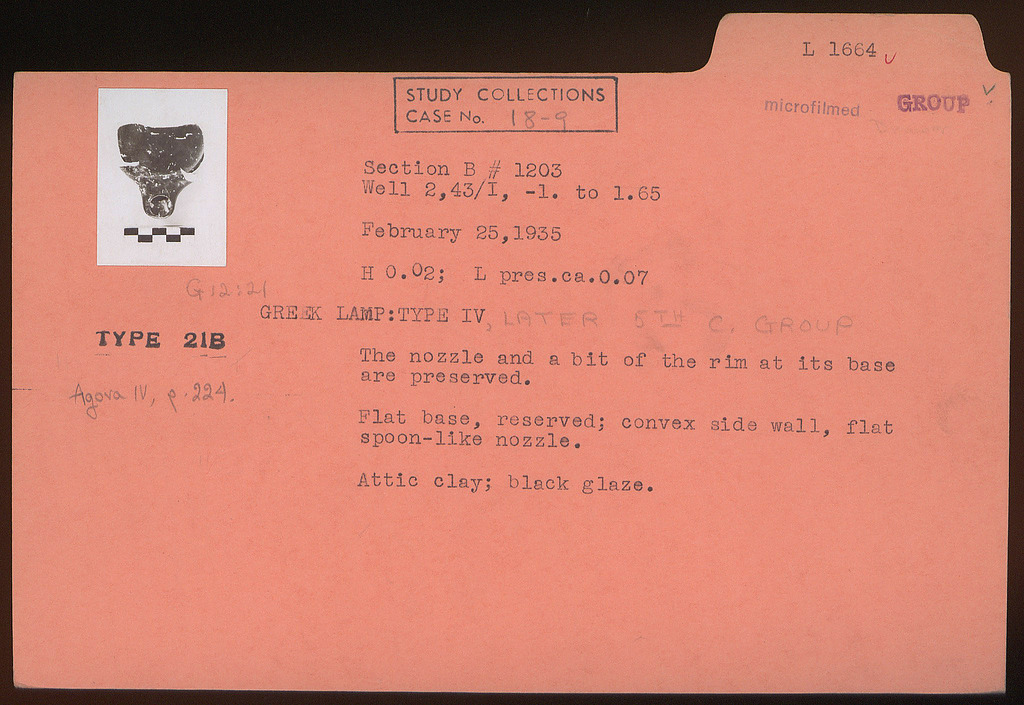 L 1664
STUDY COLLECTIONS
CASE No. 18-9
microfilmed GROUP
Section B # 1203
Well 2,43/I, -1. to 1.65
February 25,1935
H 0.02; L pres.ca.0.07
G 12:21
GREEK LAMP:TYPE IV, LATER 5TH C. GROUP
TYPE 21B
The nozzle and a bit of the rim at its base
are preserved.
Agora IV, p. 224.
Flat base, reserved; convex side wall, flat
spoon-like nozzle.
Attic clay; black glaze.